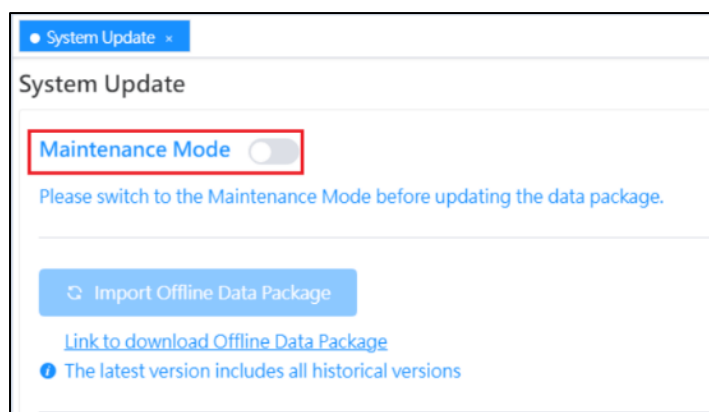 System Update ×
System Update
Maintenance Mode
Please switch to the Maintenance Mode before updating the data package.
Import Offline Data Package
Link to download Offline Data Package
The latest version includes all historical versions